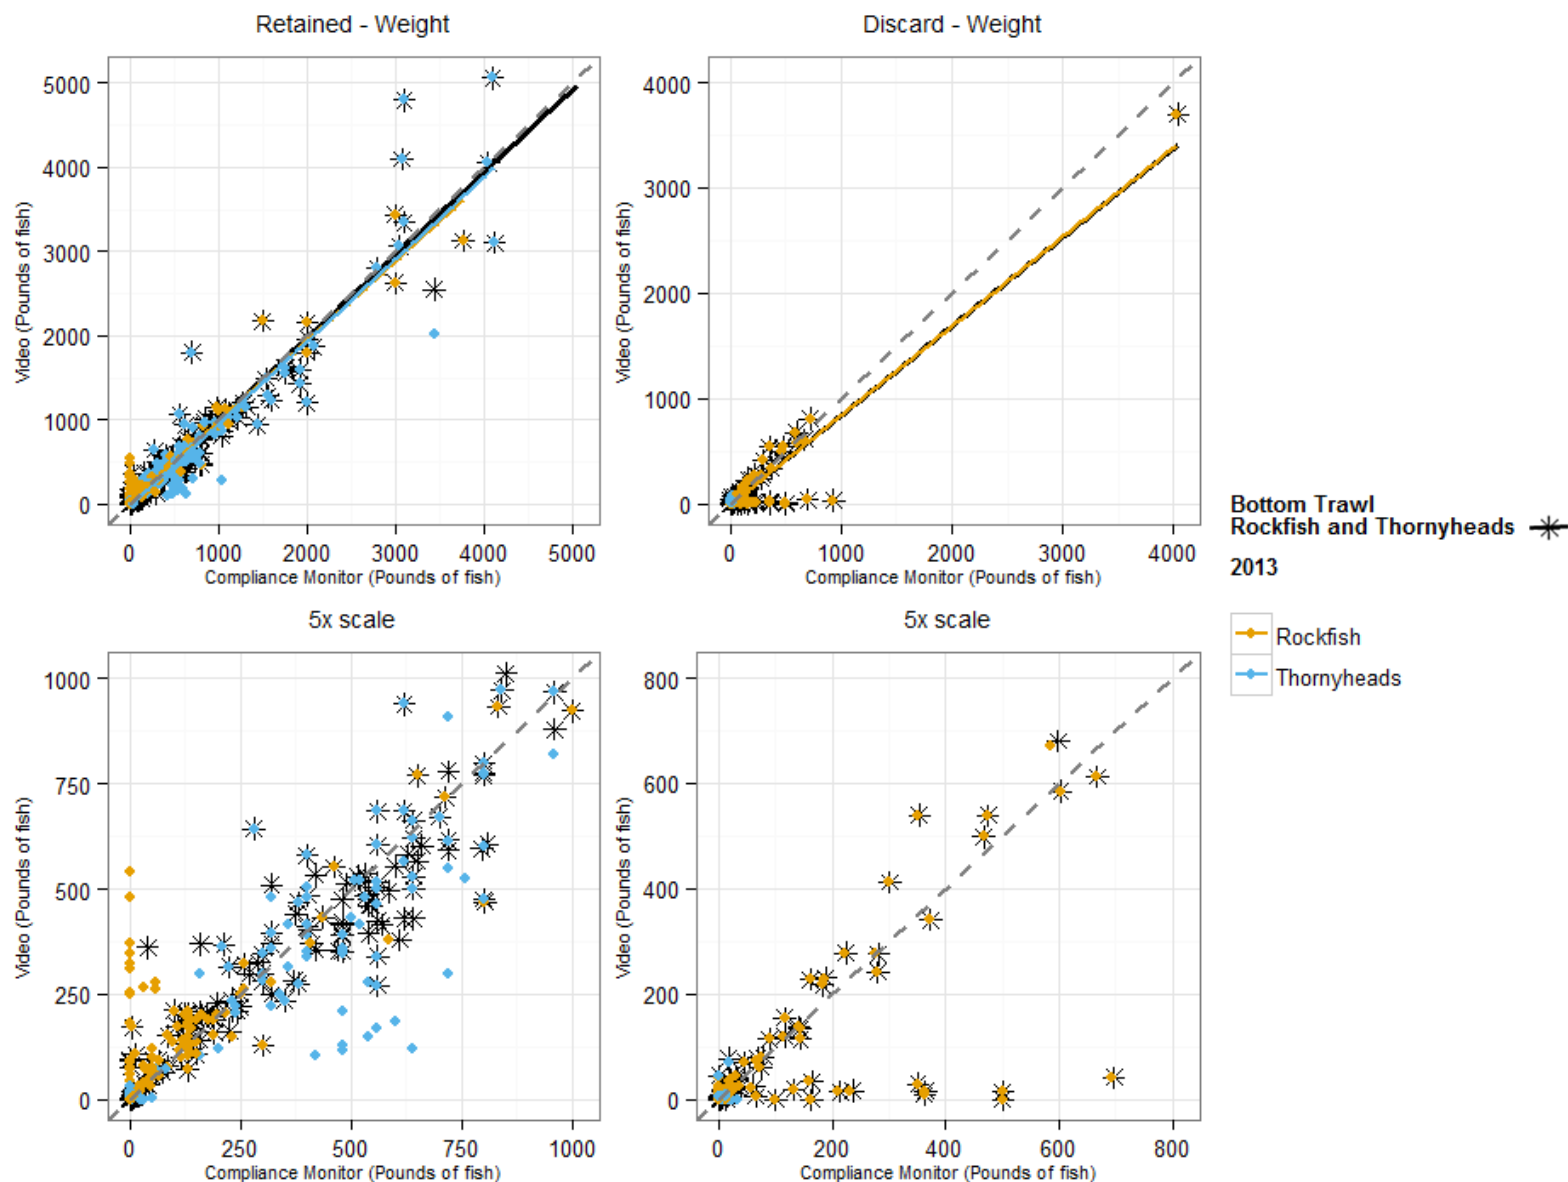 Retained - Weight
Discard - Weight
Video (Pounds of fish)
5000
4000
3000
2000
1000
0
0 1000 2000 3000 4000 5000
Compliance Monitor (Pounds of fish)
Video (Pounds of fish)
4000
3000
2000
1000
0
0 1000 2000 3000 4000
Compliance Monitor (Pounds of fish)
Bottom Trawl
Rockfish and Thornyheads
2013
Rockfish
Thornyheads
5x scale
5x scale
Video (Pounds of fish)
1000
750
500
250
0
0 250 500 750 1000
Compliance Monitor (Pounds of fish)
Video (Pounds of fish)
800
600
400
200
0
0 200 400 600 800
Compliance Monitor (Pounds of fish)